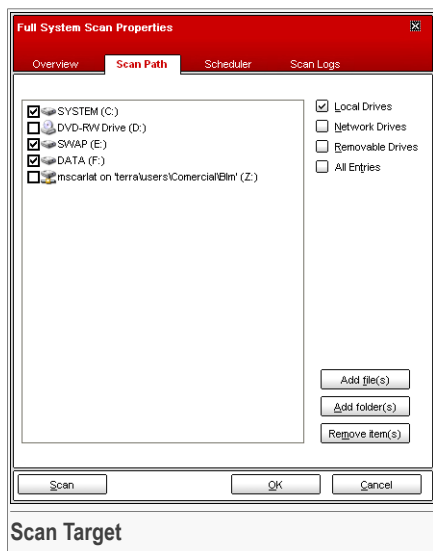 Full System Scan Properties
Overview
Scan Path
Scheduler
Scan Logs
SYSTEM (C:)
DVD-RW Drive (D:)
SWAP (E:)
DATA (F:)
mscarlat on 'terra\users\Comercial\Blm' (Z:)
Local Drives
Network Drives
Removable Drives
All Entries
Add file(s)
Add folder(s)
Remove item(s)
Scan
OK
Cancel
Scan Target